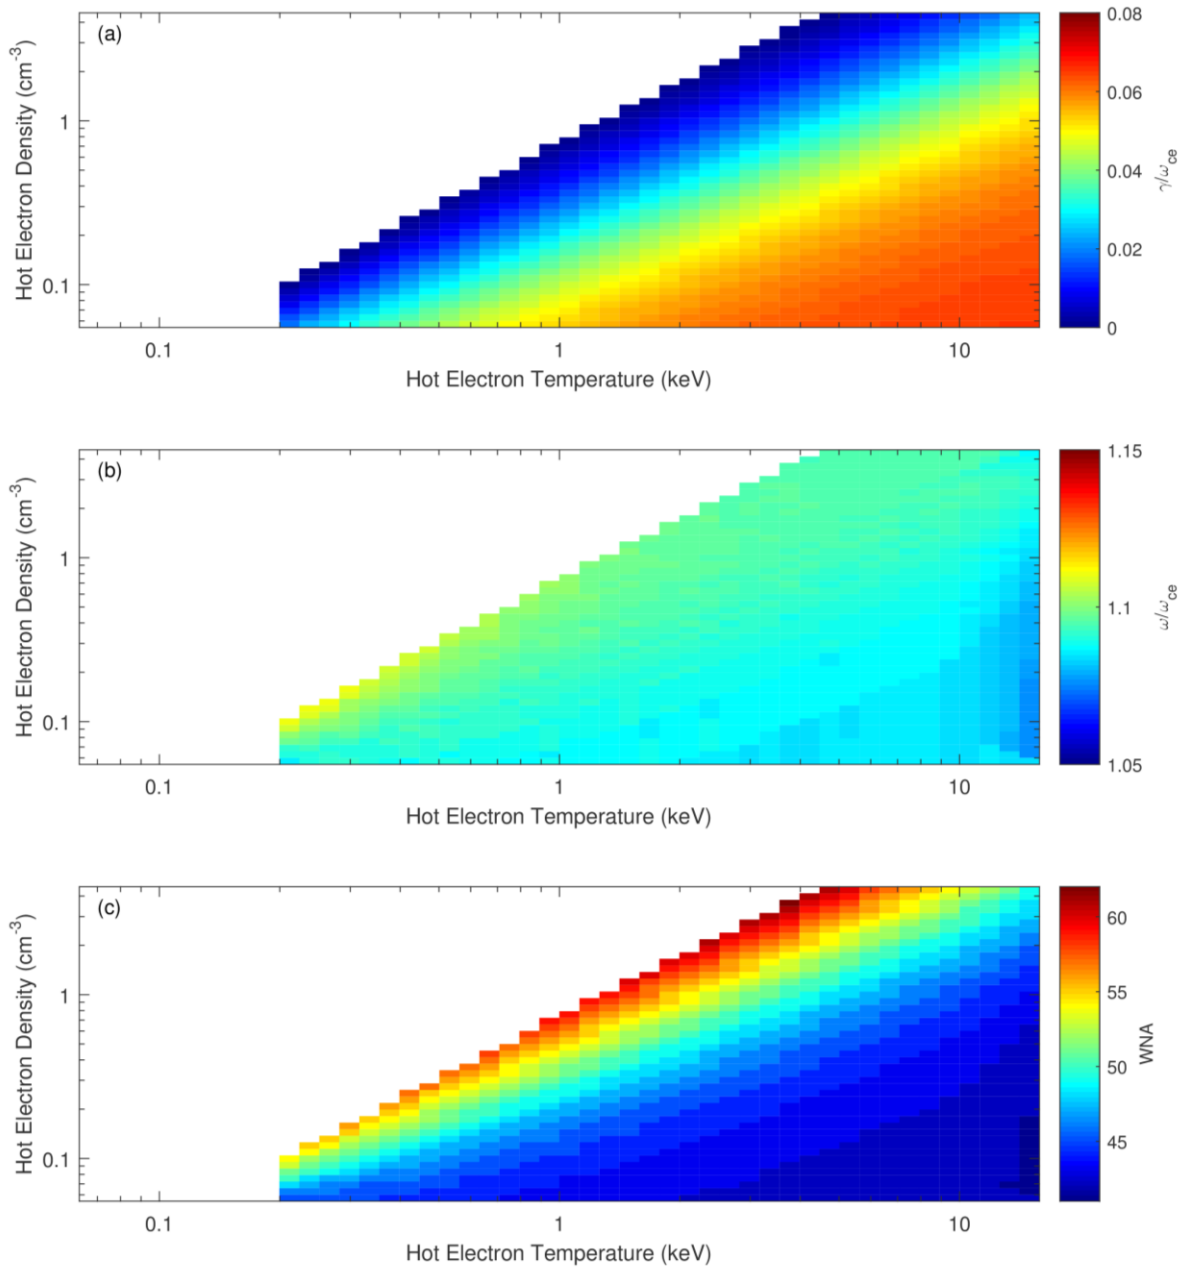 (a)
Hot Electron Density (cm⁻³)
1
0.1
0.1
1
10
Hot Electron Temperature (keV)
0.08
0.06
0.04
0.02
0
γ/ω_ce
(b)
Hot Electron Density (cm⁻³)
1
0.1
0.1
1
10
Hot Electron Temperature (keV)
1.15
1.1
1.05
ω/ω_ce
(c)
Hot Electron Density (cm⁻³)
1
0.1
0.1
1
10
Hot Electron Temperature (keV)
60
55
50
45
WNA